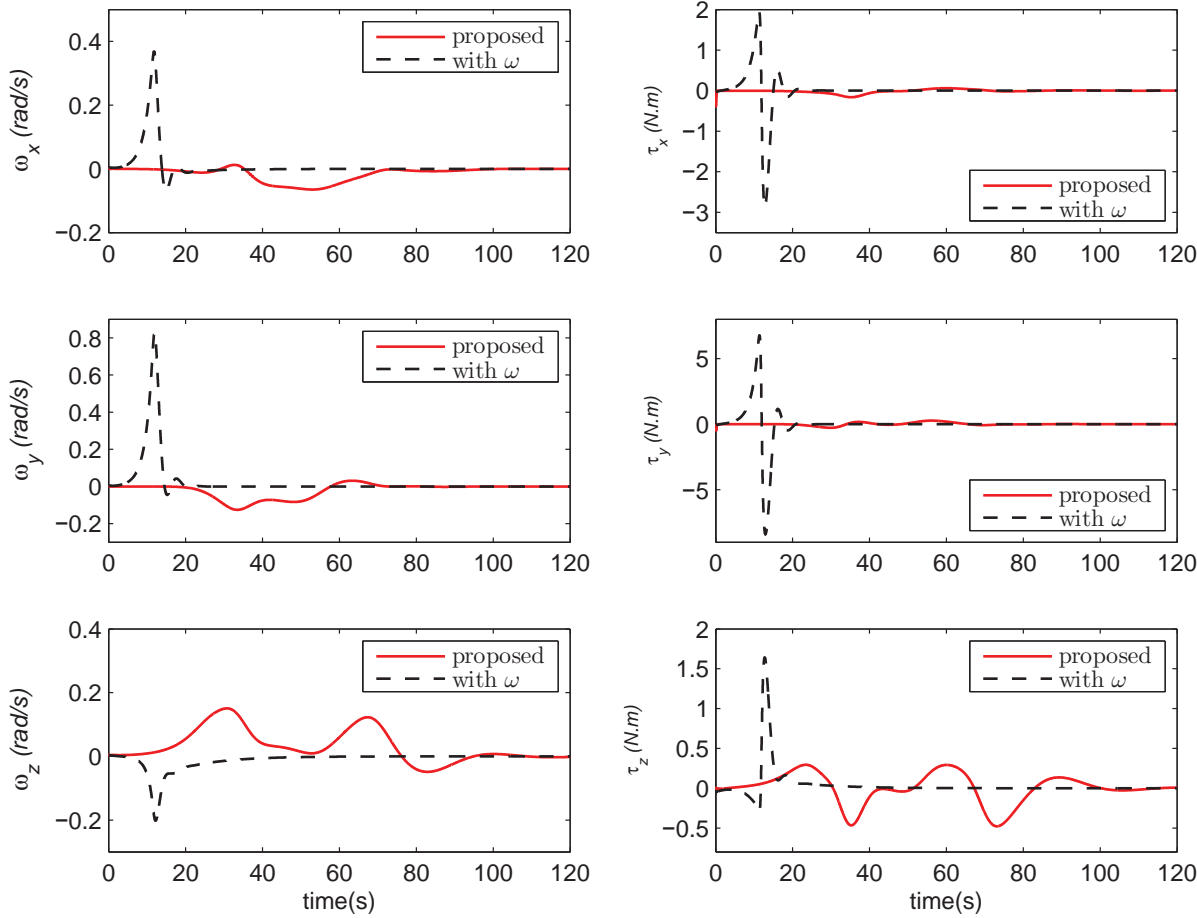 0.4
0.2
0
−0.2
ω_x (rad/s)
proposed
with ω
0 20 40 60 80 100 120
2
1
0
−1
−2
−3
τ_x (N.m)
proposed
with ω
0 20 40 60 80 100 120
0.8
0.6
0.4
0.2
0
−0.2
ω_y (rad/s)
proposed
with ω
0 20 40 60 80 100 120
5
0
−5
τ_y (N.m)
proposed
with ω
0 20 40 60 80 100 120
0.4
0.2
0
−0.2
ω_z (rad/s)
proposed
with ω
0 20 40 60 80 100 120
time(s)
2
1.5
1
0.5
0
−0.5
τ_z (N.m)
proposed
with ω
0 20 40 60 80 100 120
time(s)